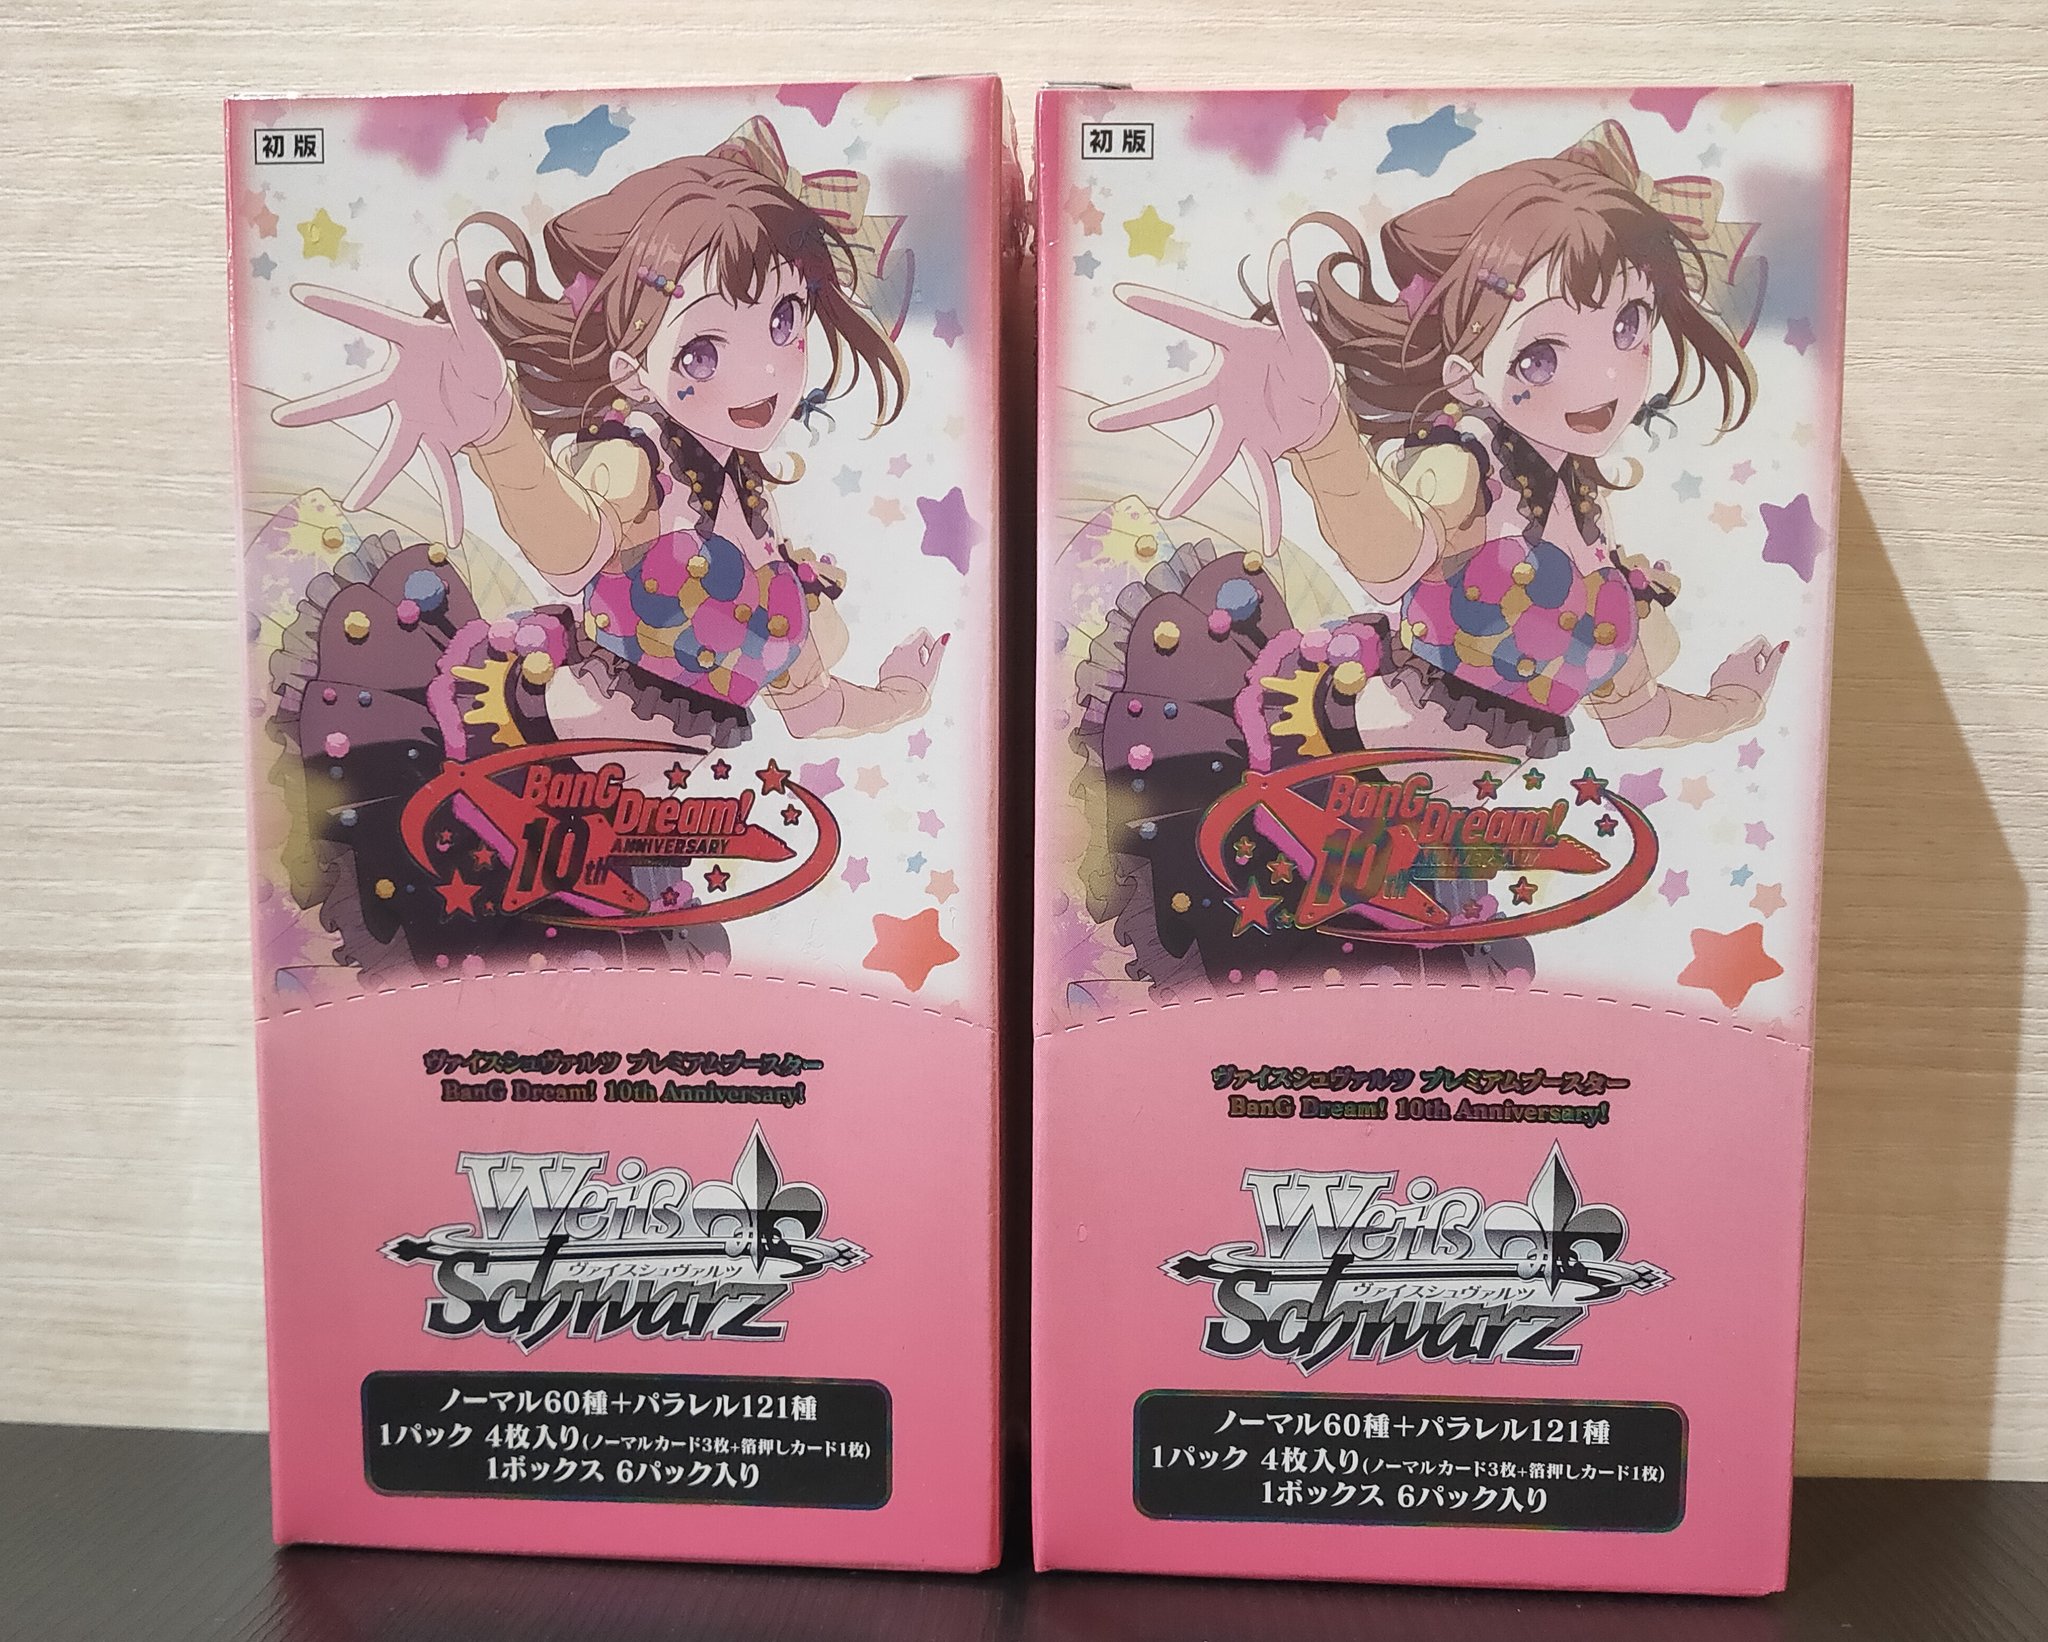 初版
BanG
Dream!
10th
ANNIVERSARY
ヴァイスシュヴァルツ プレミアムブースター
BanG Dream! 10th Anniversary!
Weiß
ヴァイスシュヴァルツ
Schwarz
ノーマル60種+パラレル121種
1パック 4枚入り(ノーマルカード3枚+箔押しカード1枚)
1ボックス 6パック入り
初版
BanG
Dream!
10th
ANNIVERSARY
ヴァイスシュヴァルツ プレミアムブースター
BanG Dream! 10th Anniversary!
Weiß
ヴァイスシュヴァルツ
Schwarz
ノーマル60種+パラレル121種
1パック 4枚入り(ノーマルカード3枚+箔押しカード1枚)
1ボックス 6パック入り